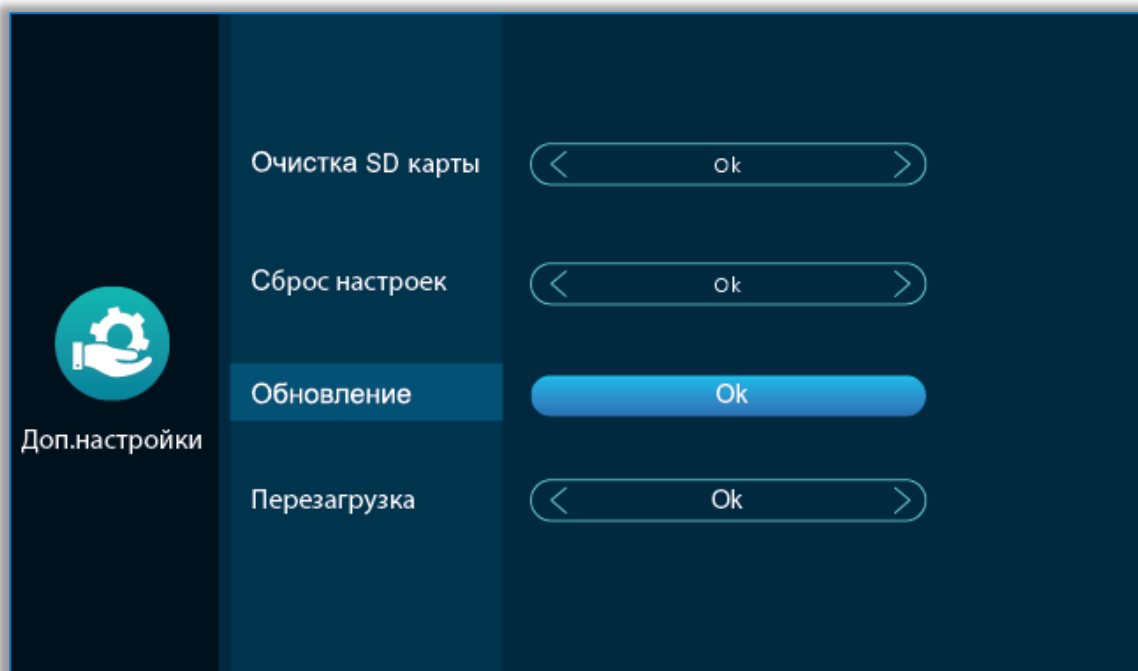 Очистка SD карты
Ok
Сброс настроек
Ok
Обновление
Ok
Доп.настройки
Перезагрузка
Ok